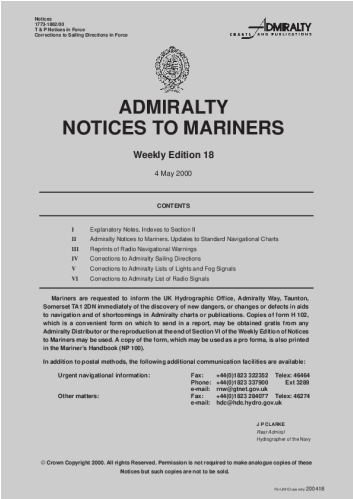 Notices
1773-1882/00
T & P Notices in Force
Corrections to Sailing Directions in Force
ADMIRALTY
CHARTS AND PUBLICATIONS
ADMIRALTY
NOTICES TO MARINERS
Weekly Edition 18
4 May 2000
CONTENTS
I Explanatory Notes, Indexes to Section II
II Admiralty Notices to Mariners. Updates to Standard Navigational Charts
III Reprints of Radio Navigational Warnings
IV Corrections to Admiralty Sailing Directions
V Corrections to Admiralty Lists of Lights and Fog Signals
VI Corrections to Admiralty List of Radio Signals
Mariners are requested to inform the UK Hydrographic Office, Admiralty Way, Taunton,
Somerset TA1 2DN immediately of the discovery of new dangers, or changes or defects in aids
to navigation and of shortcomings in Admiralty charts or publications. Copies of form H 102,
which is a convenient form on which to send in a report, may be obtained gratis from any
Admiralty Distributor or the reproduction at the end of Section VI of the Weekly Edition of Notices
to Mariners may be used. A copy of the form, which may be used as a pro forma, is also printed
in the Mariner's Handbook (NP 100).
In addition to postal methods, the following additional communication facilities are available:
Urgent navigational information: Fax: +44(0)1823 322352 Telex: 46464
Phone: +44(0)1823 337900 Ext 3289
e-mail: rnw@gtnet.gov.uk
Other matters: Fax: +44(0)1823 284077 Telex: 46274
e-mail: hdc@hdc.hydro.gov.uk
J P CLARKE
Rear Admiral
Hydrographer of the Navy
© Crown Copyright 2000. All rights Reserved. Permission is not required to make analogue copies of these
Notices but such copies are not to be sold.
200418